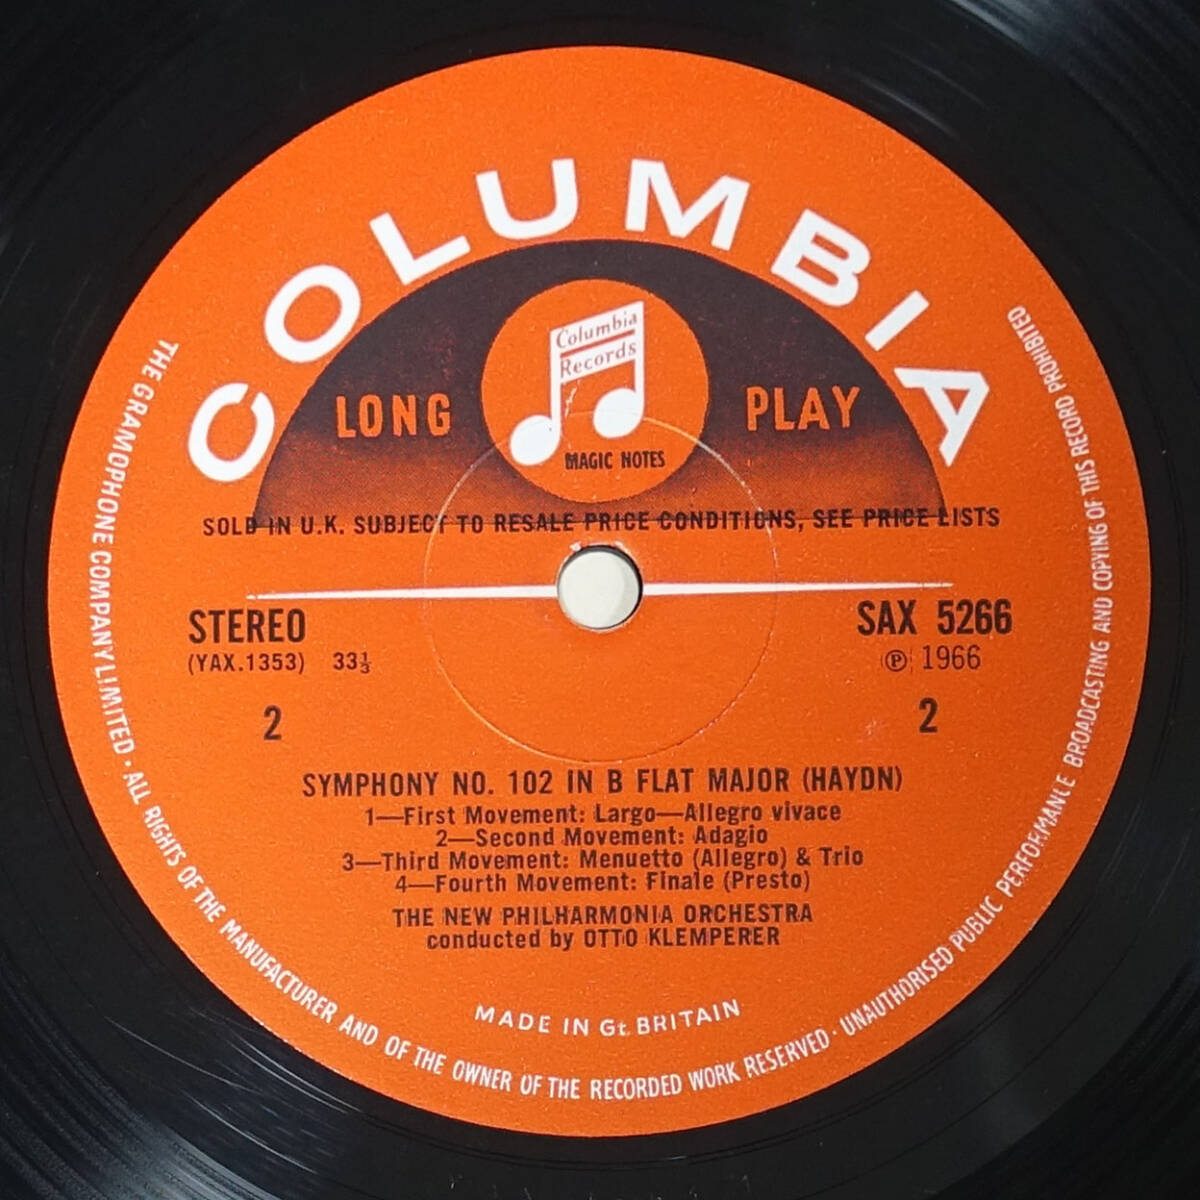 COLUMBIA
Columbia
Records
LONG PLAY
MAGIC NOTES
SOLD IN U.K. SUBJECT TO RESALE PRICE CONDITIONS, SEE PRICE LISTS
STEREO SAX 5266
(YAX.1353) 33⅓ ℗ 1966
2 2
SYMPHONY NO. 102 IN B FLAT MAJOR (HAYDN)
1—First Movement: Largo—Allegro vivace
2—Second Movement: Adagio
3—Third Movement: Menuetto (Allegro) & Trio
4—Fourth Movement: Finale (Presto)
THE NEW PHILHARMONIA ORCHESTRA
conducted by OTTO KLEMPERER
MADE IN Gt. BRITAIN
THE GRAMOPHONE COMPANY LIMITED · ALL RIGHTS OF THE MANUFACTURER AND OF THE OWNER OF THE RECORDED WORK RESERVED · UNAUTHORISED PUBLIC PERFORMANCE BROADCASTING AND COPYING OF THIS RECORD PROHIBITED